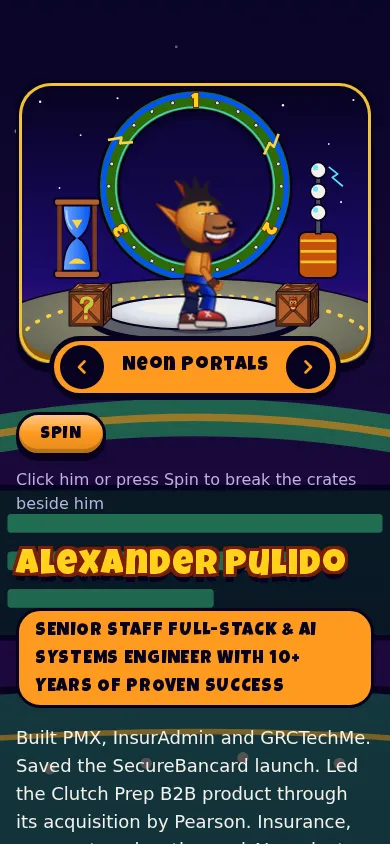 1
2
3
?
Neon Portals
SPIN
Click him or press Spin to break the crates
beside him
Alexander Pulido
SENIOR STAFF FULL-STACK & AI
SYSTEMS ENGINEER WITH 10+
YEARS OF PROVEN SUCCESS
Built PMX, InsurAdmin and GRCTechMe.
Saved the SecureBancard launch. Led
the Clutch Prep B2B product through
its acquisition by Pearson. Insurance,